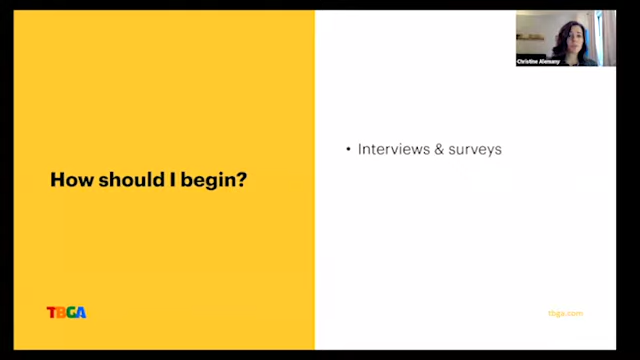 Christine Alemany
• Interviews & surveys
How should I begin?
TBGA
tbga.com